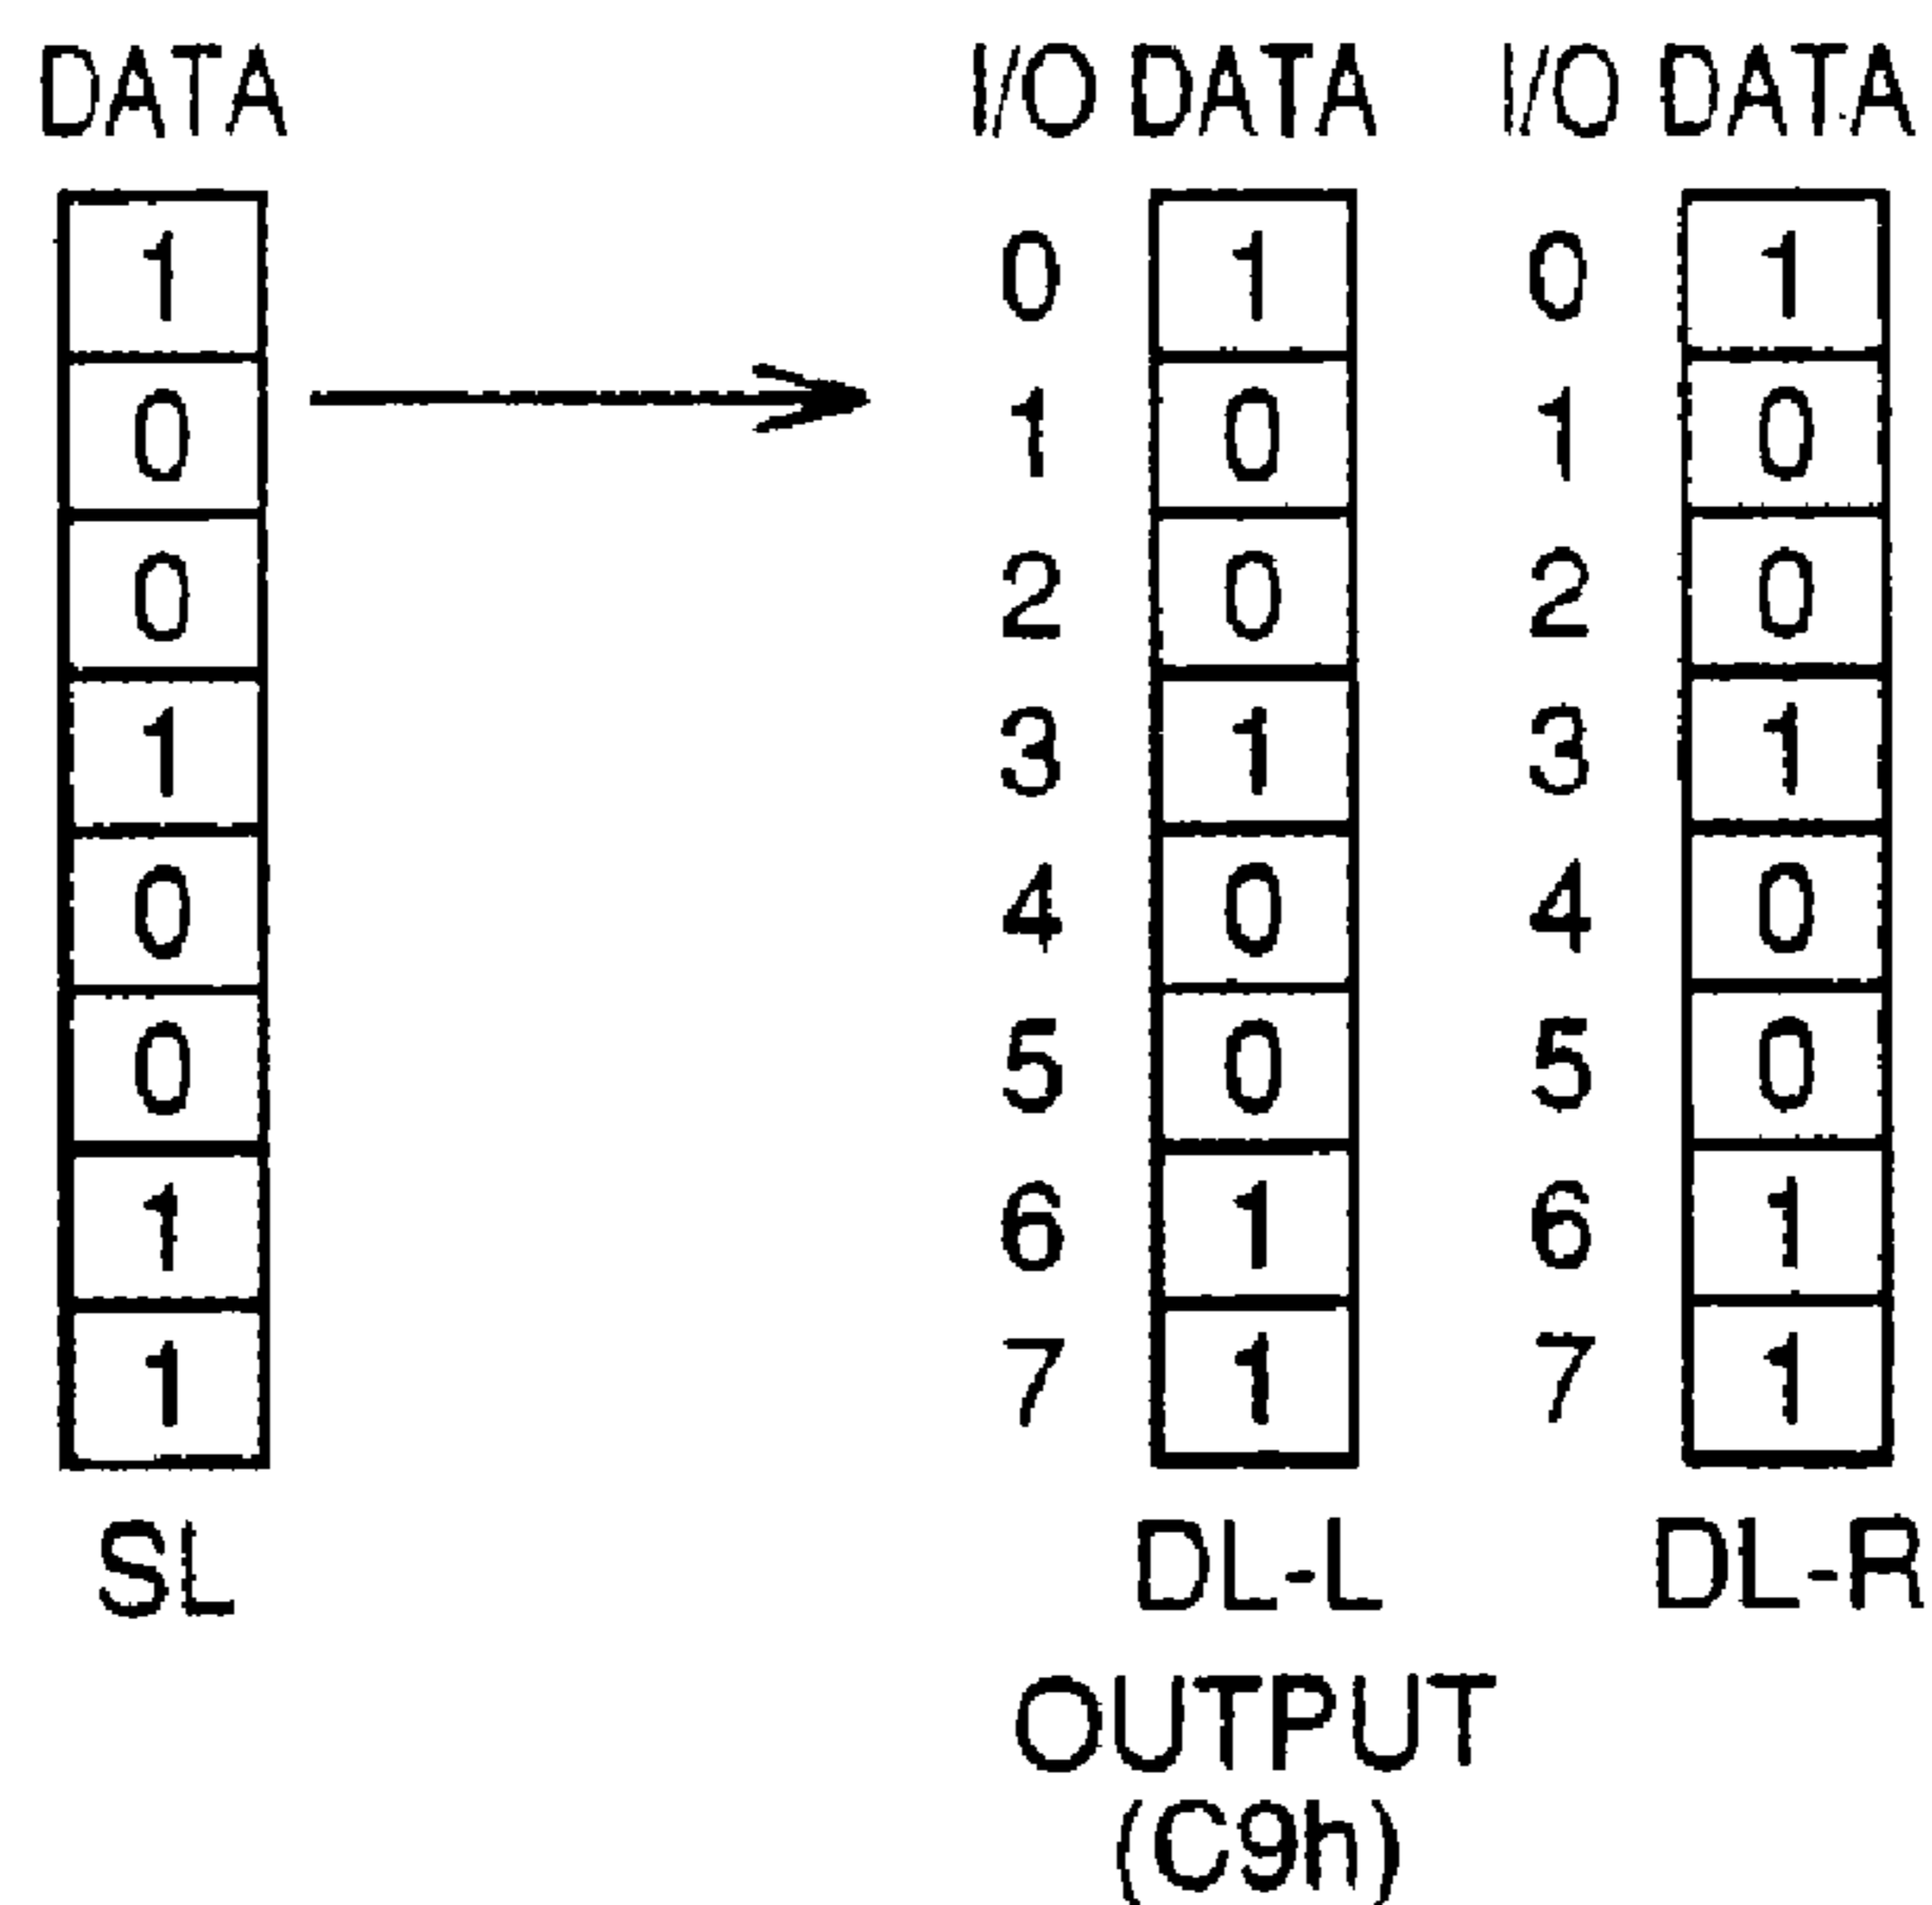 DATA I/O DATA I/O DATA
1 0 1 0 1
0 1 0 1 0
0 2 0 2 0
1 3 1 3 1
0 4 0 4 0
0 5 0 5 0
1 6 1 6 1
1 7 1 7 1
SL DL-L DL-R
OUTPUT
(C9h)